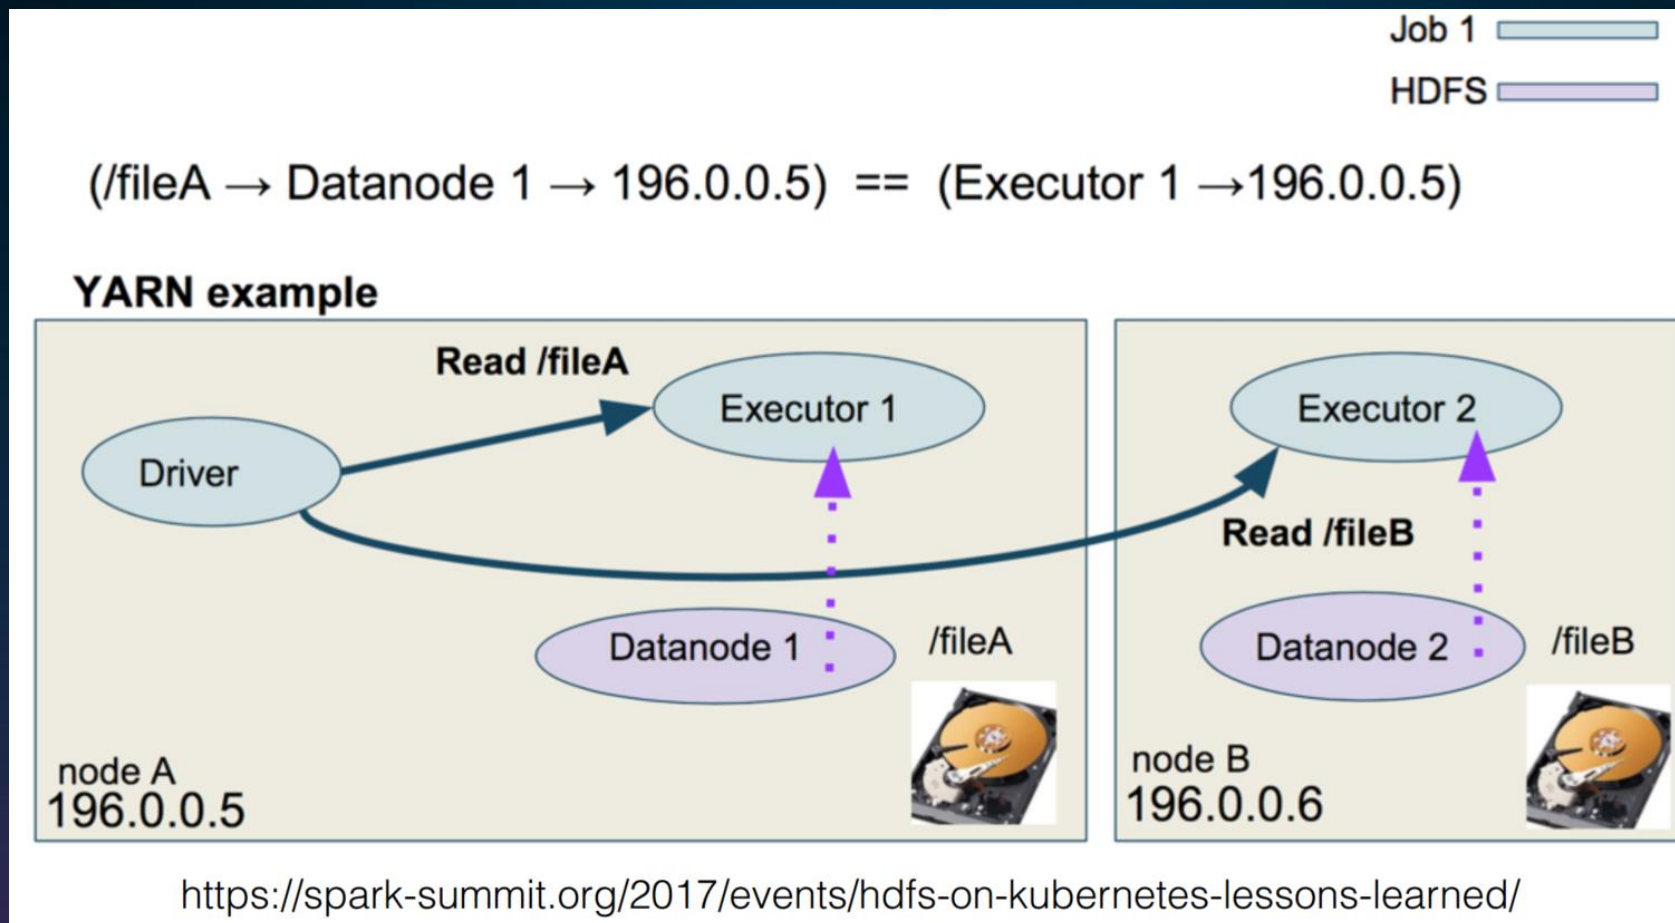 Job 1
HDFS
(/fileA → Datanode 1 → 196.0.0.5) == (Executor 1 →196.0.0.5)
YARN example
Read /fileA
Executor 1
Executor 2
Driver
Read /fileB
Datanode 1
/fileA
Datanode 2
/fileB
node A
196.0.0.5
node B
196.0.0.6
https://spark-summit.org/2017/events/hdfs-on-kubernetes-lessons-learned/